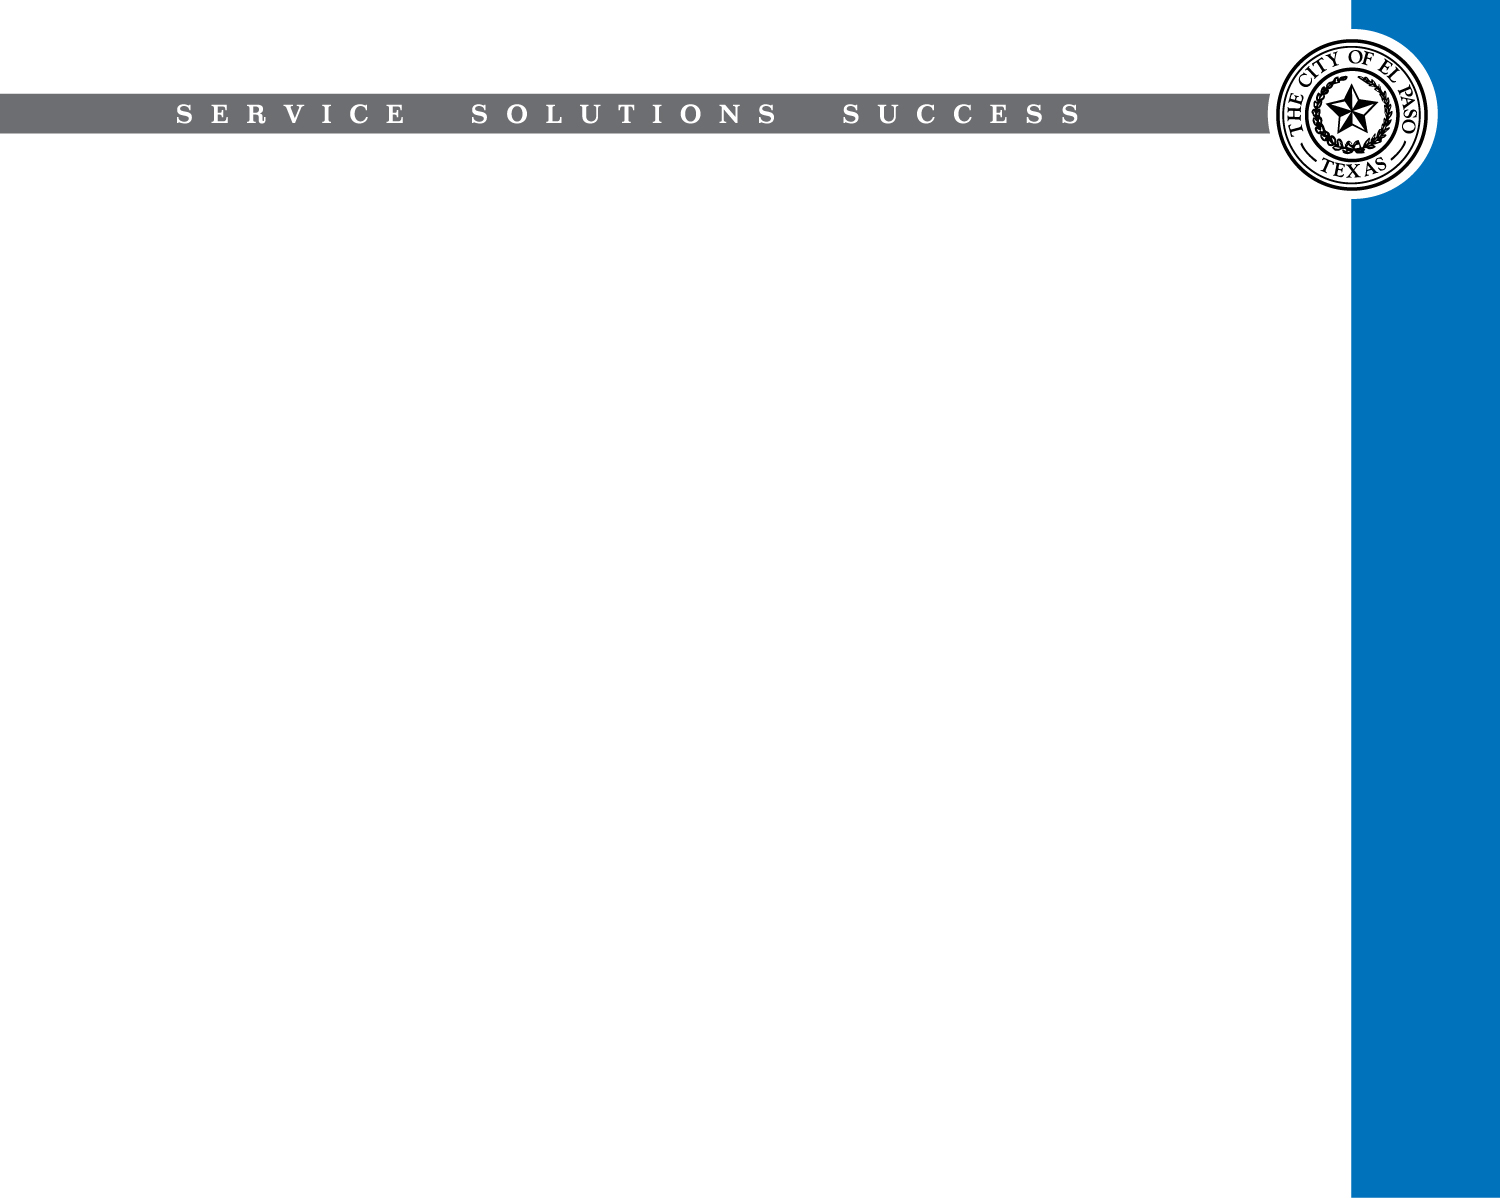 SERVICE SOLUTIONS SUCCESS
THE CITY OF EL PASO
TEXAS